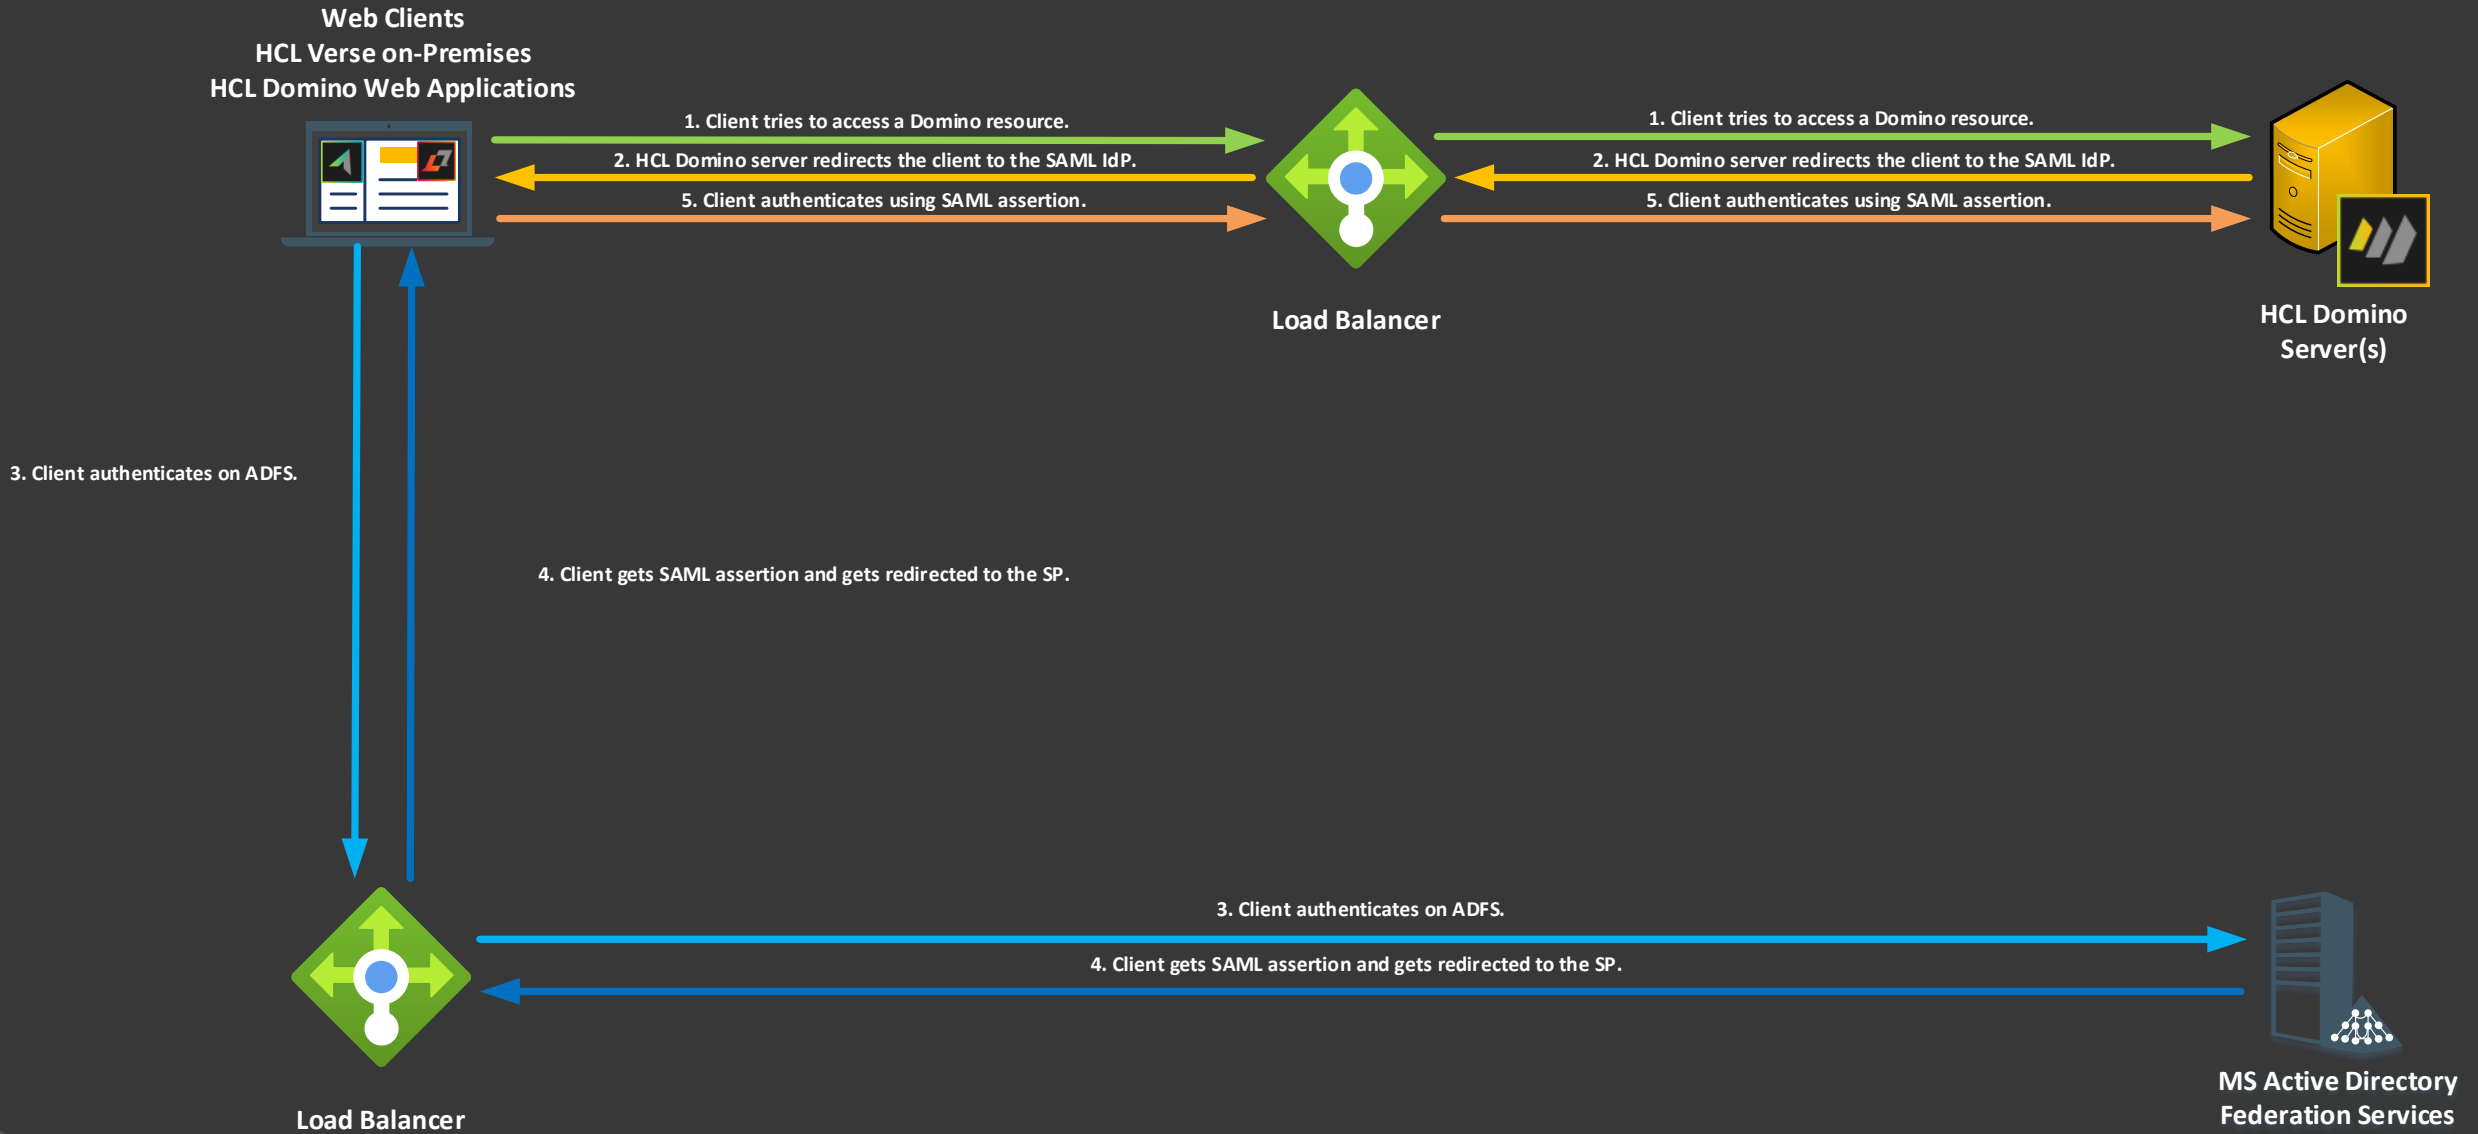 Web Clients
HCL Verse on-Premises
HCL Domino Web Applications
1. Client tries to access a Domino resource.
2. HCL Domino server redirects the client to the SAML IdP.
5. Client authenticates using SAML assertion.
1. Client tries to access a Domino resource.
2. HCL Domino server redirects the client to the SAML IdP.
5. Client authenticates using SAML assertion.
Load Balancer
HCL Domino
Server(s)
3. Client authenticates on ADFS.
4. Client gets SAML assertion and gets redirected to the SP.
3. Client authenticates on ADFS.
4. Client gets SAML assertion and gets redirected to the SP.
Load Balancer
MS Active Directory
Federation Services